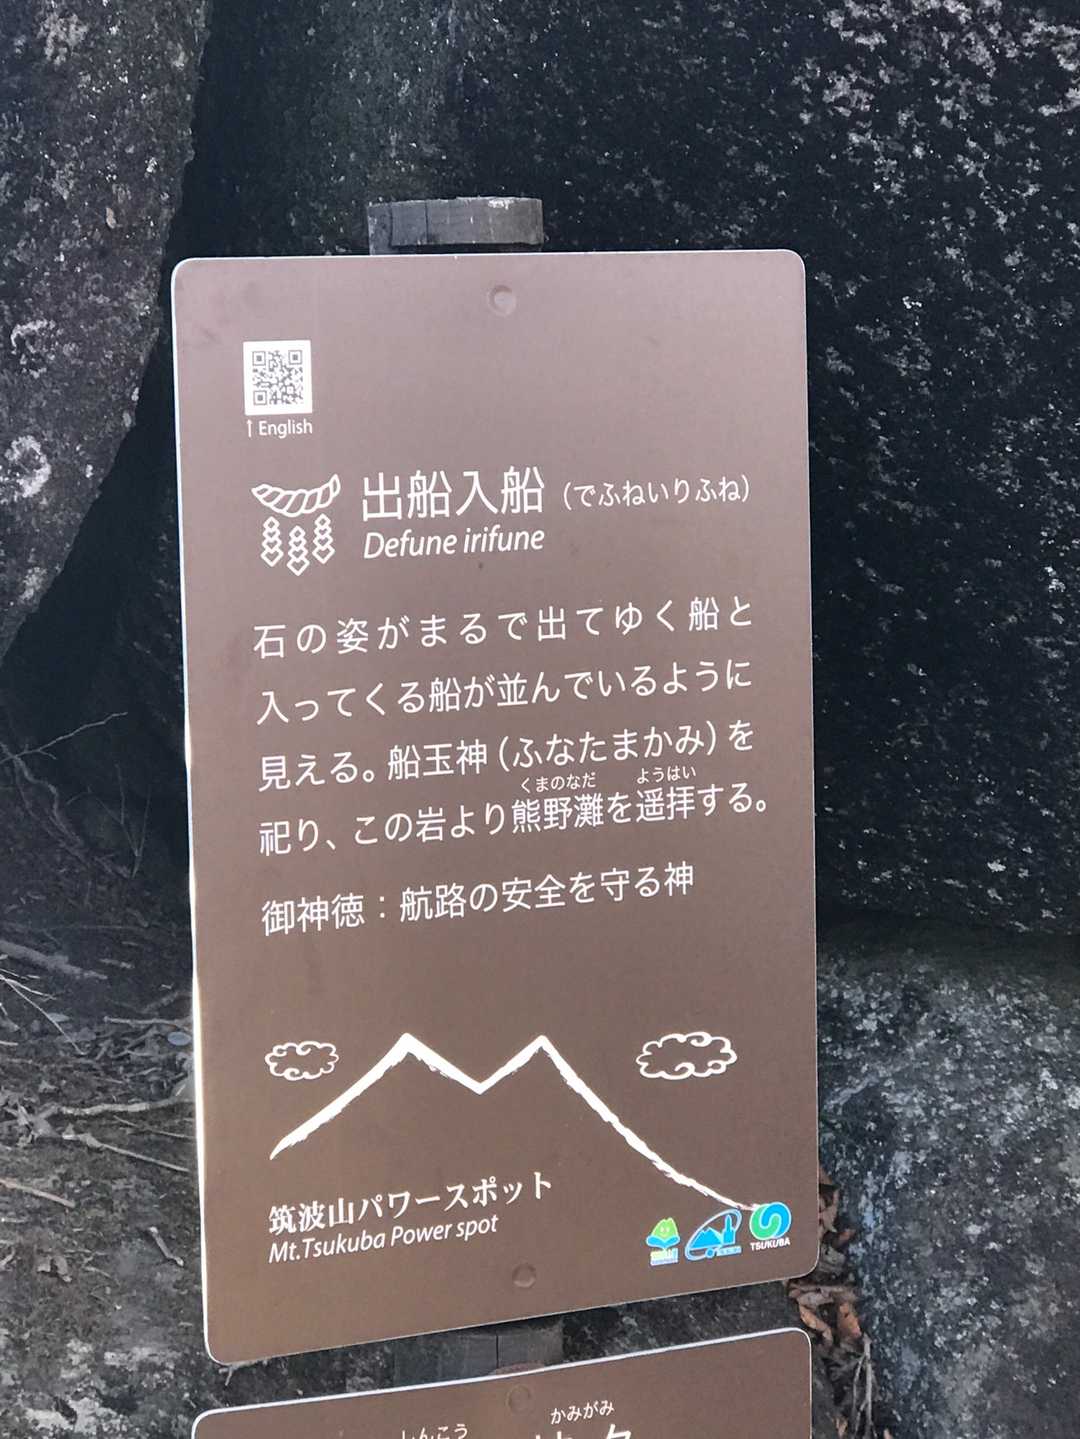 ↑ English
出船入船 (でふねいりふね)
Defune irifune
石の姿がまるで出てゆく船と
入ってくる船が並んでいるように
見える。船玉神(ふなたまかみ)を
くまのなだ ようはい
祀り、この岩より熊野灘を遥拝する。
御神徳：航路の安全を守る神
筑波山パワースポット
Mt.Tsukuba Power spot
TSUKUBA
かみがみ